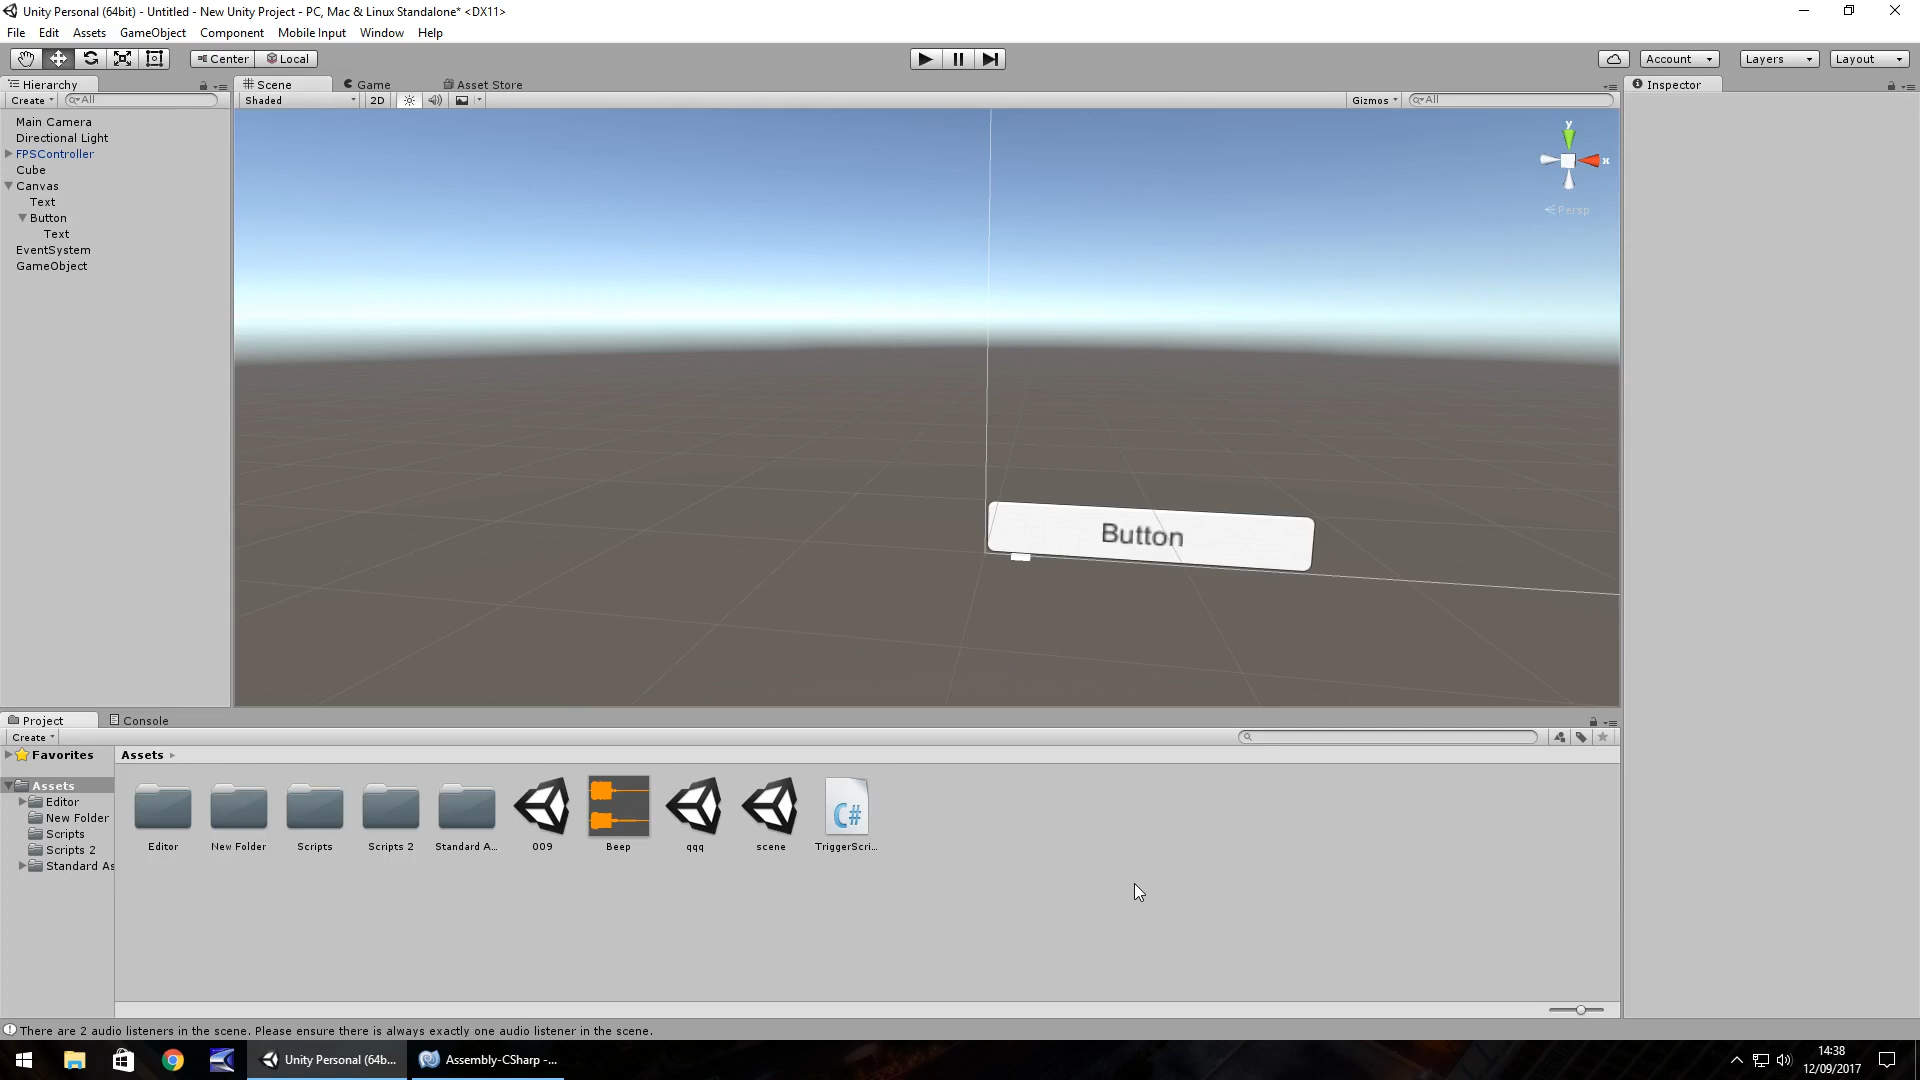 Unity Personal (64bit) - Untitled - New Unity Project - PC, Mac & Linux Standalone* <DX11>
File Edit Assets GameObject Component Mobile Input Window Help
Center Local Account Layers Layout
Hierarchy Scene Game Asset Store Inspector
Create All Shaded 2D Gizmos All
Main Camera
Directional Light
FPSController
Cube
Canvas
Text
Button
Text
EventSystem
GameObject
y
x
Persp
Button
Project Console
Create
Favorites Assets
Assets
Editor
New Folder
Scripts
Scripts 2
Standard As
Editor New Folder Scripts Scripts 2 Standard A... 009 Beep qqq scene TriggerScri...
C#
There are 2 audio listeners in the scene. Please ensure there is always exactly one audio listener in the scene.
Unity Personal (64b... Assembly-CSharp -...
14:38
12/09/2017